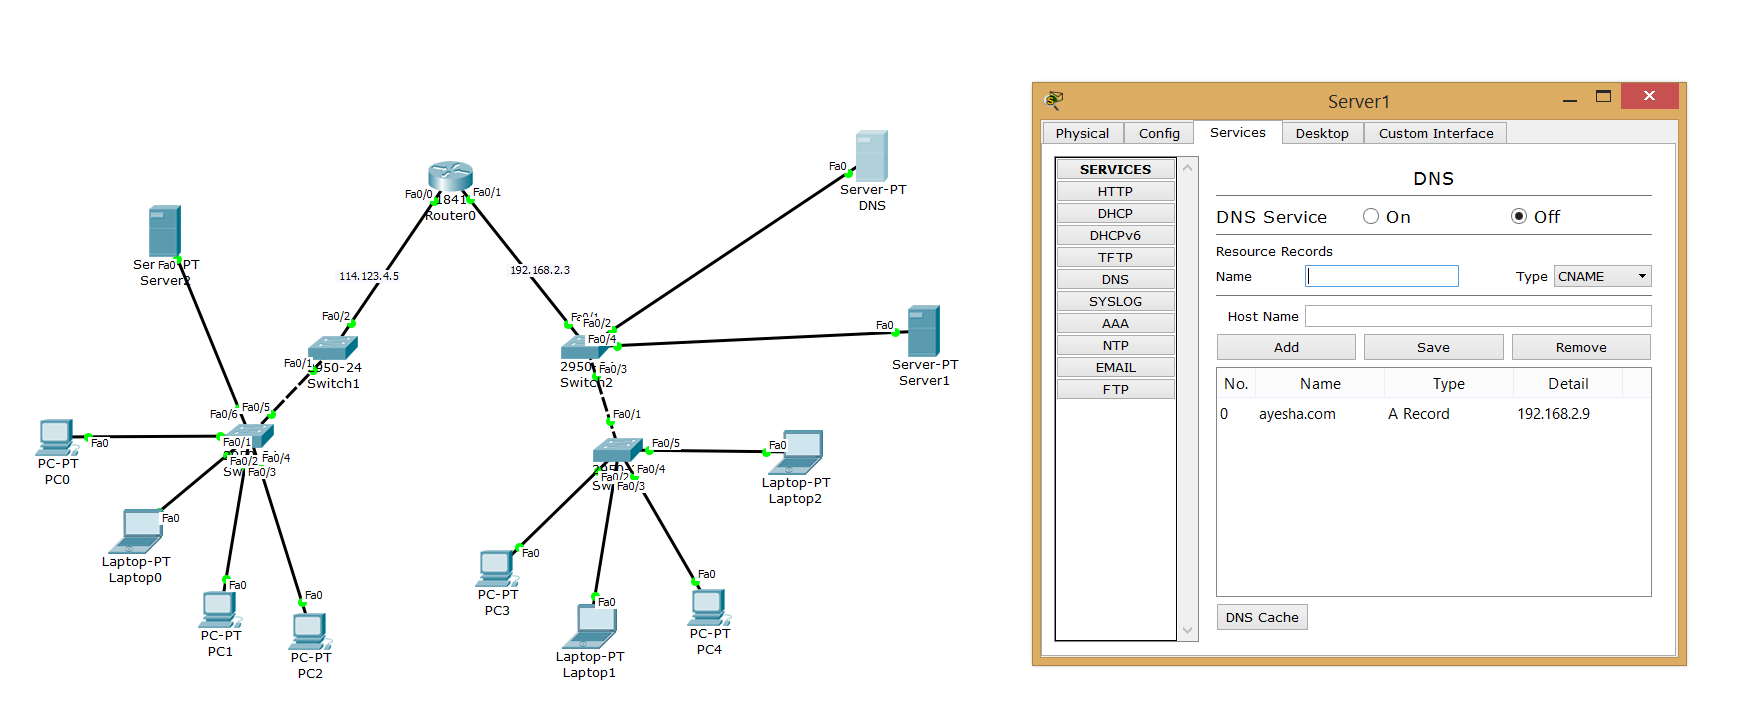 Fa0/0
Fa0/1
1841
Router0
Fa0
Server-PT
DNS
Fa0
PT
Server2
114.123.4.5
192.168.2.3
Fa0/2
Fa0/1
950-24
Switch1
Fa0/1
Fa0/2
Fa0/4
2950
Switch2
Fa0/3
Fa0
Server-PT
Server1
Fa0/6
Fa0/5
Fa0/1
Fa0/2
Fa0/4
Fa0/3
Fa0
PC-PT
PC0
Fa0
Laptop-PT
Laptop0
Fa0
PC-PT
PC1
Fa0
PC-PT
PC2
Fa0/1
Fa0/5
Fa0/4
Fa0/2
Fa0/3
Fa0
Laptop-PT
Laptop2
Fa0
PC-PT
PC3
Fa0
Laptop-PT
Laptop1
Fa0
PC-PT
PC4
Server1
Physical Config Services Desktop Custom Interface
SERVICES
HTTP
DHCP
DHCPv6
TFTP
DNS
SYSLOG
AAA
NTP
EMAIL
FTP
DNS
DNS Service On Off
Resource Records
Name Type CNAME
Host Name
Add Save Remove
No. Name Type Detail
0 ayesha.com A Record 192.168.2.9
DNS Cache